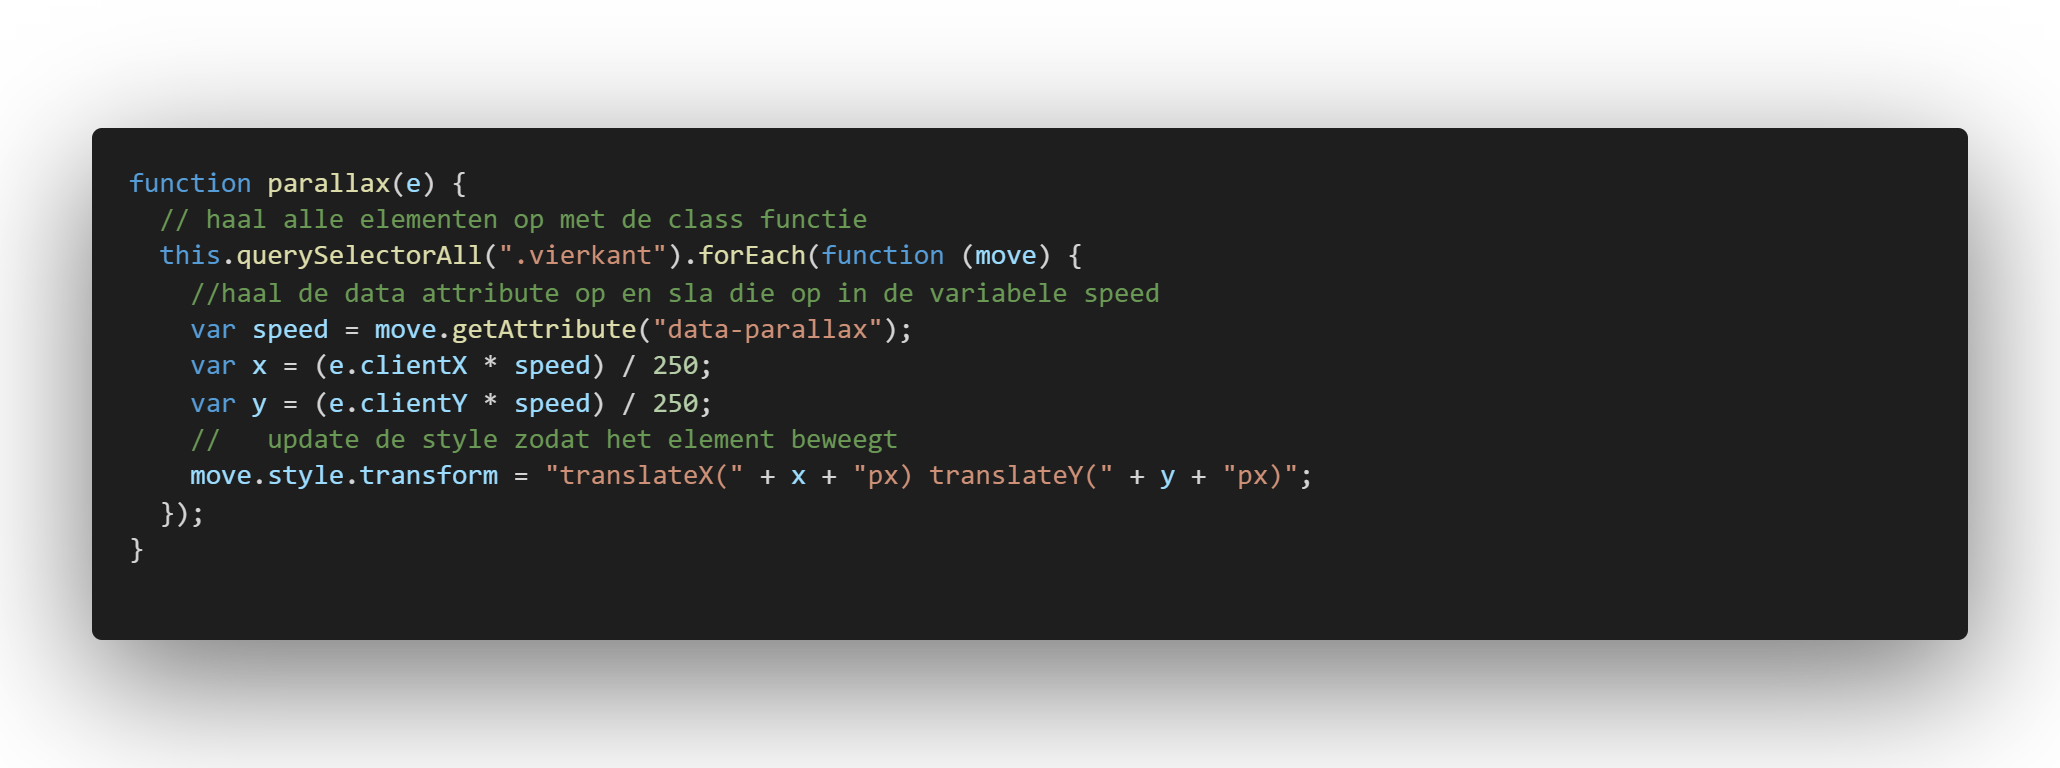 function parallax(e) {
  // haal alle elementen op met de class functie
  this.querySelectorAll(".vierkant").forEach(function (move) {
    //haal de data attribute op en sla die op in de variabele speed
    var speed = move.getAttribute("data-parallax");
    var x = (e.clientX * speed) / 250;
    var y = (e.clientY * speed) / 250;
    //   update de style zodat het element beweegt
    move.style.transform = "translateX(" + x + "px) translateY(" + y + "px)";
  });
}